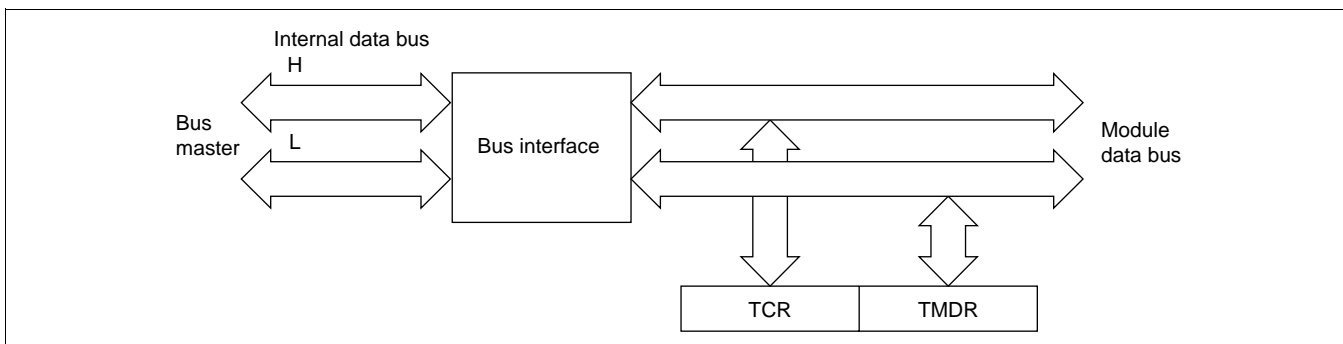 Internal data bus
H
Bus
master
L
Bus interface
Module
data bus
TCR
TMDR